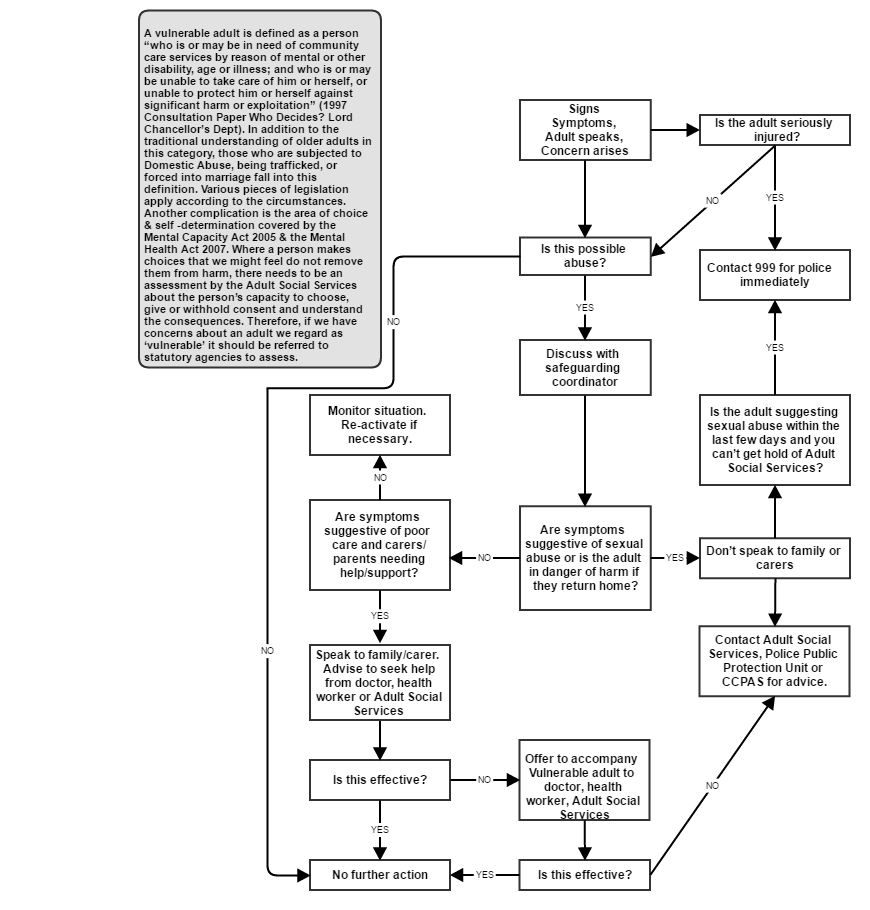 A vulnerable adult is defined as a person
“who is or may be in need of community
care services by reason of mental or other
disability, age or illness; and who is or may
be unable to take care of him or herself, or
unable to protect him or herself against
significant harm or exploitation” (1997
Consultation Paper Who Decides? Lord
Chancellor’s Dept). In addition to the
traditional understanding of older adults in
this category, those who are subjected to
Domestic Abuse, being trafficked, or
forced into marriage fall into this
definition. Various pieces of legislation
apply according to the circumstances.
Another complication is the area of choice
& self -determination covered by the
Mental Capacity Act 2005 & the Mental
Health Act 2007. Where a person makes
choices that we might feel do not remove
them from harm, there needs to be an
assessment by the Adult Social Services
about the person’s capacity to choose,
give or withhold consent and understand
the consequences. Therefore, if we have
concerns about an adult we regard as
‘vulnerable’ it should be referred to
statutory agencies to assess.
Signs
Symptoms,
Adult speaks,
Concern arises
Is the adult seriously
injured?
NO
YES
Is this possible
abuse?
Contact 999 for police
immediately
NO
YES
YES
Discuss with
safeguarding
coordinator
Monitor situation.
Re-activate if
necessary.
Is the adult suggesting
sexual abuse within the
last few days and you
can’t get hold of Adult
Social Services?
NO
Are symptoms
suggestive of poor
care and carers/
parents needing
help/support?
NO
Are symptoms
suggestive of sexual
abuse or is the adult
in danger of harm if
they return home?
YES
Don’t speak to family or
carers
YES
NO
Speak to family/carer.
Advise to seek help
from doctor, health
worker or Adult Social
Services
Contact Adult Social
Services, Police Public
Protection Unit or
CCPAS for advice.
Is this effective?
NO
Offer to accompany
Vulnerable adult to
doctor, health
worker, Adult Social
Services
NO
YES
No further action
YES
Is this effective?